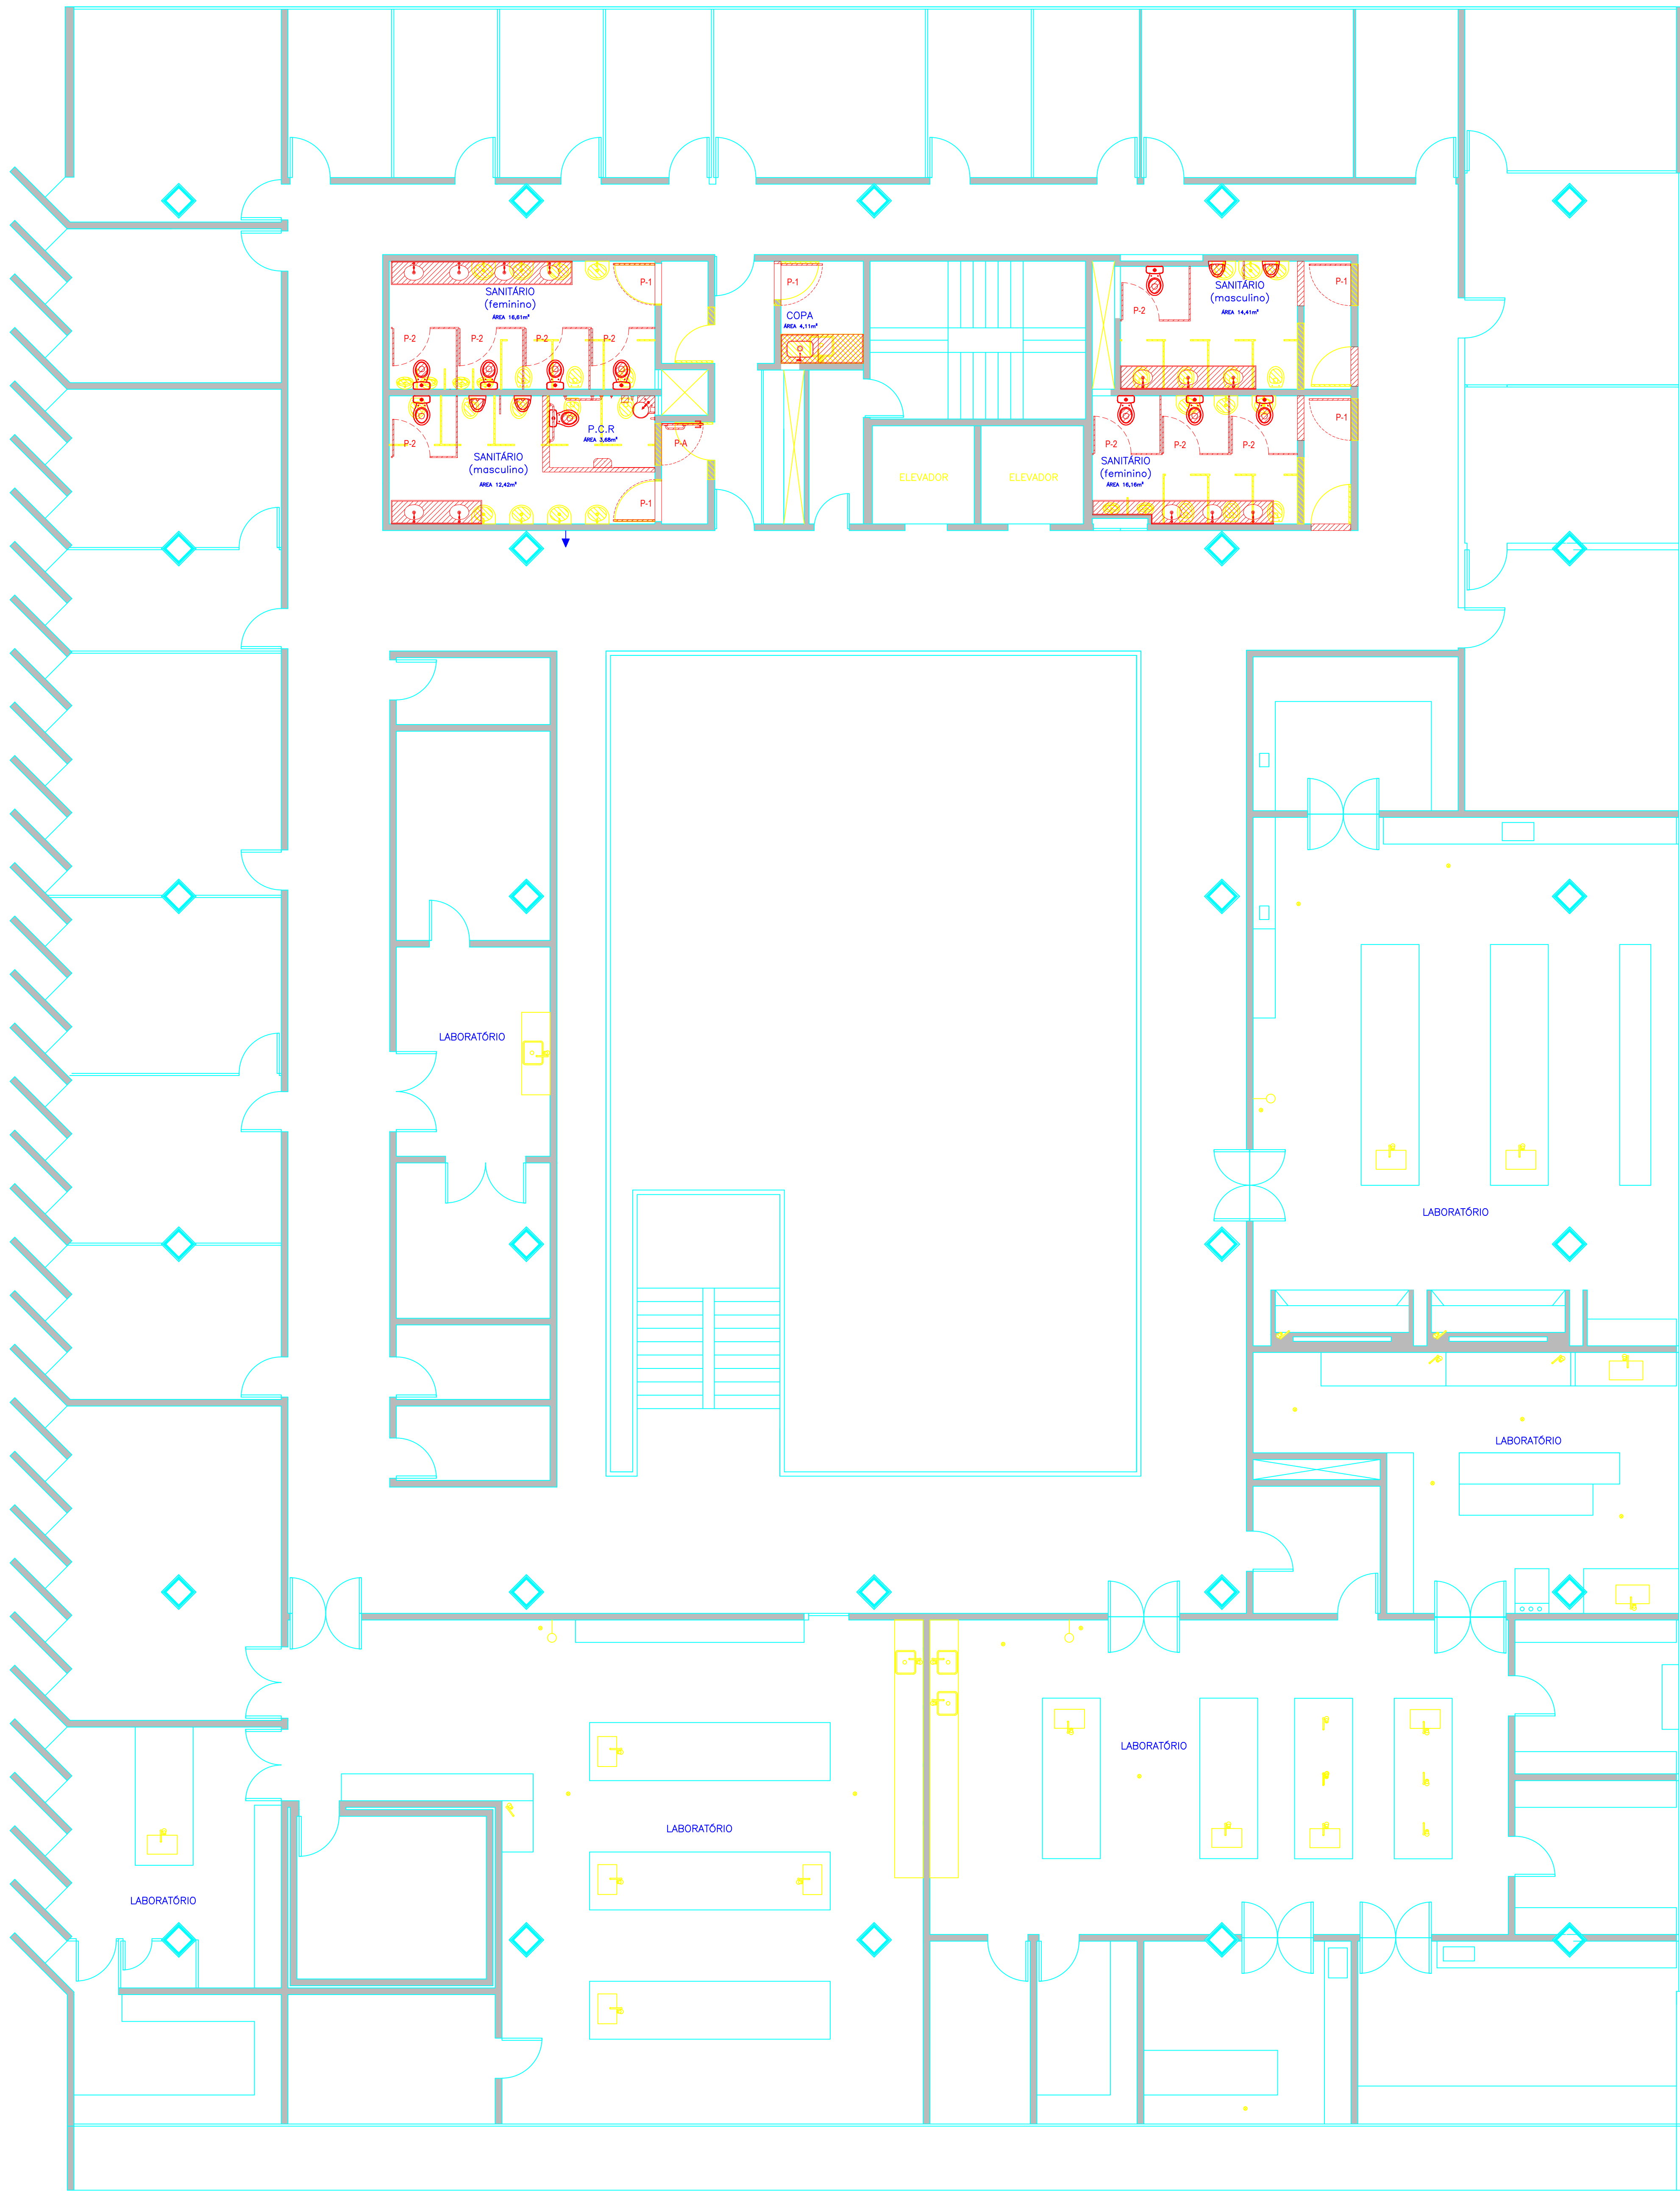 P-1
P-1
P-1
SANITÁRIO
(feminino)
ÁREA 16,61m²
COPA
ÁREA 4,11m²
SANITÁRIO
(masculino)
ÁREA 14,41m²
P-2
P-2
P-2
P-2
P-2
P-2
P.C.R
ÁREA 3,68m²
P-A
P-1
SANITÁRIO
(masculino)
ÁREA 12,42m²
P-2
P-2
P-2
SANITÁRIO
(feminino)
ÁREA 16,16m²
ELEVADOR
ELEVADOR
P-1
LABORATÓRIO
LABORATÓRIO
LABORATÓRIO
LABORATÓRIO
LABORATÓRIO
LABORATÓRIO